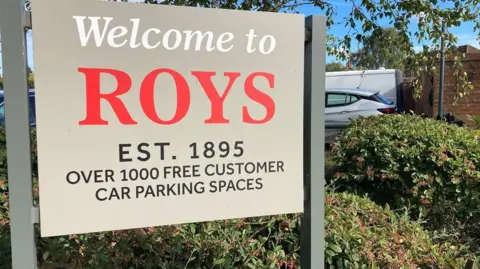 Welcome to
ROYS
EST. 1895
OVER 1000 FREE CUSTOMER
CAR PARKING SPACES